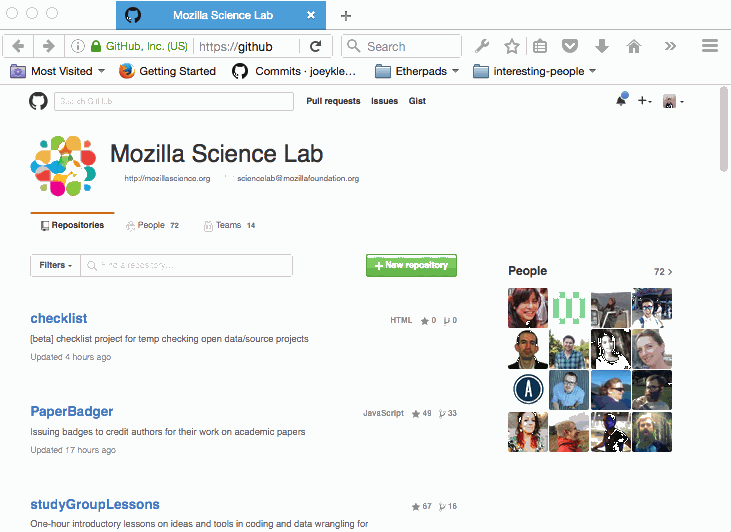 Mozilla Science Lab
GitHub, Inc. (US) https://github Search
Most Visited Getting Started Commits · joeykle... Etherpads interesting-people
Search GitHub Pull requests Issues Gist
Mozilla Science Lab
http://mozillascience.org sciencelab@mozillafoundation.org
Repositories People 72 Teams 14
Filters Find a repository... New repository
People 72
checklist HTML 0 0
[beta] checklist project for temp checking open data/source projects
Updated 4 hours ago
A
PaperBadger JavaScript 49 33
Issuing badges to credit authors for their work on academic papers
Updated 17 hours ago
studyGroupLessons 67 16
One-hour introductory lessons on ideas and tools in coding and data wrangling for